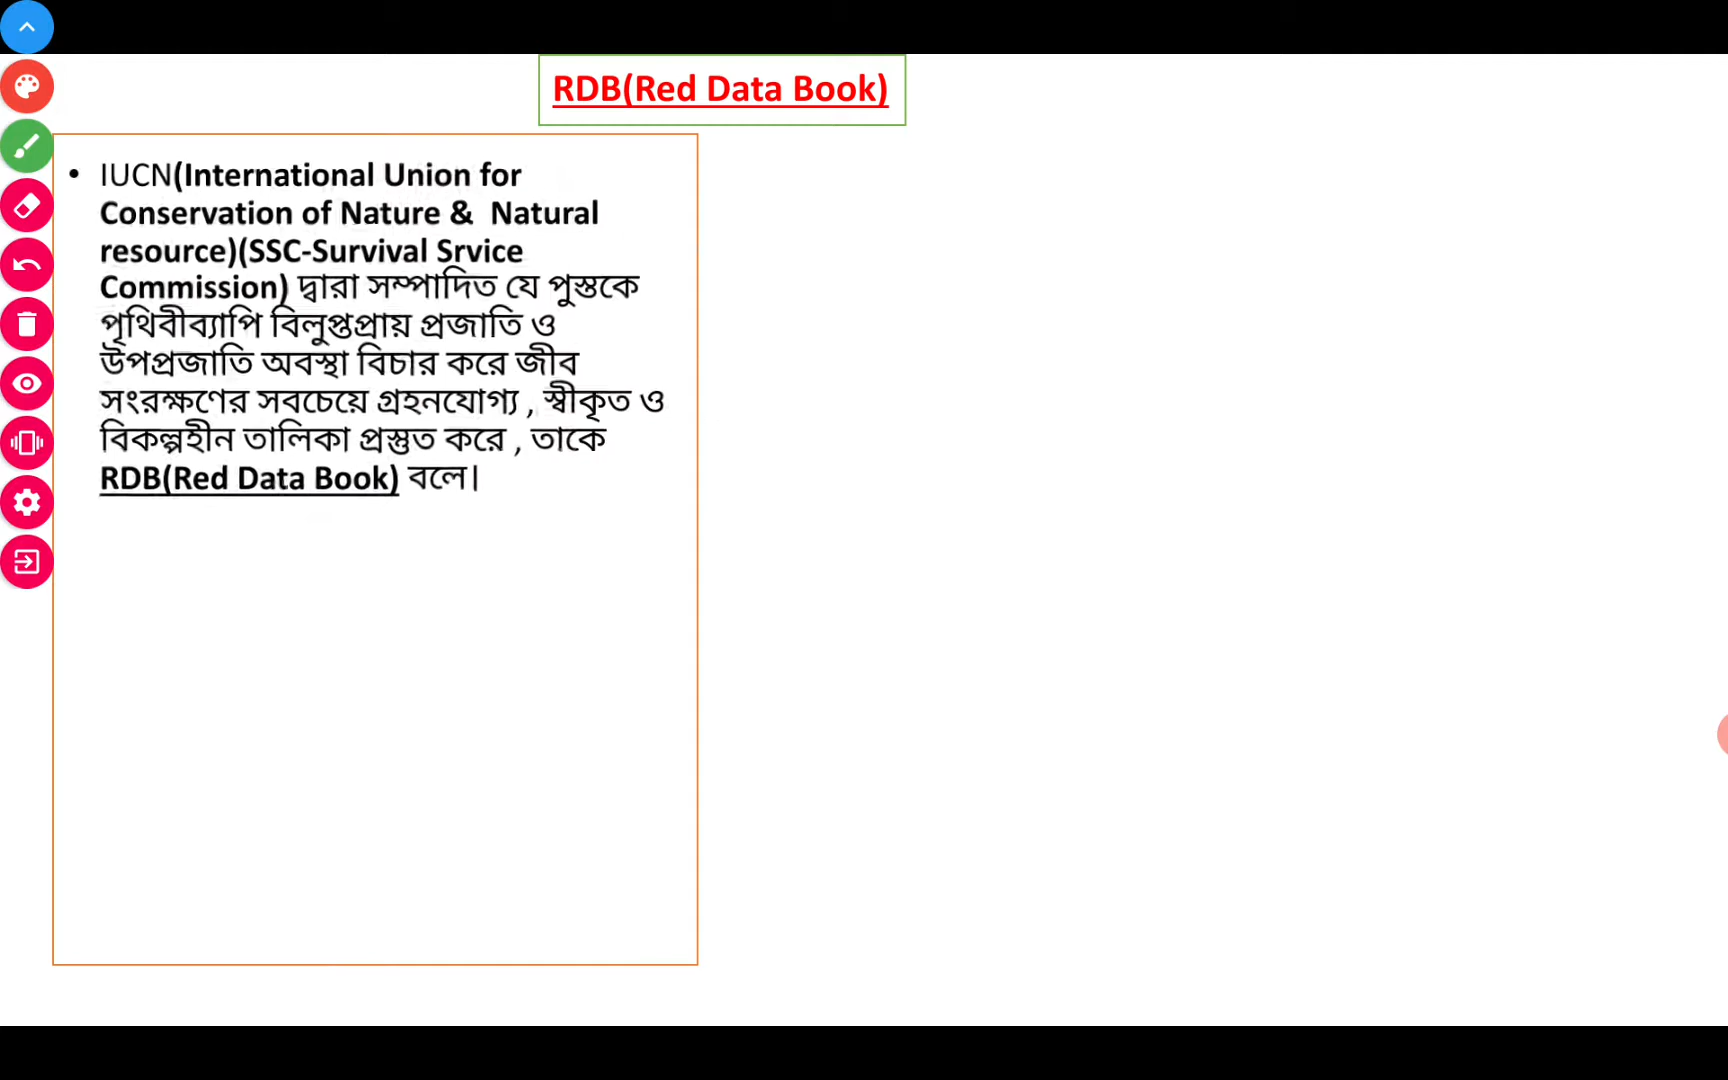 RDB(Red Data Book)
• IUCN(International Union for
Conservation of Nature &  Natural
resource)(SSC-Survival Srvice
Commission) দ্বারা সম্পাদিত যে পুস্তকে
পৃথিবীব্যাপি বিলুপ্তপ্রায় প্রজাতি ও
উপপ্রজাতি অবস্থা বিচার করে জীব
সংরক্ষণের সবচেয়ে গ্রহনযোগ্য , স্বীকৃত ও
বিকল্পহীন তালিকা প্রস্তুত করে , তাকে
RDB(Red Data Book) বলে।